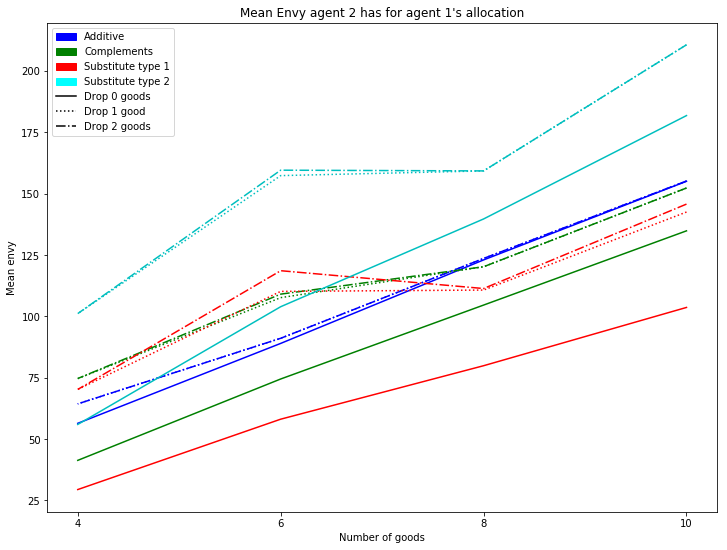 Mean Envy agent 2 has for agent 1's allocation
Additive
Complements
Substitute type 1
Substitute type 2
Drop 0 goods
Drop 1 good
Drop 2 goods
Mean envy
200
175
150
125
100
75
50
25
4
6
8
10
Number of goods